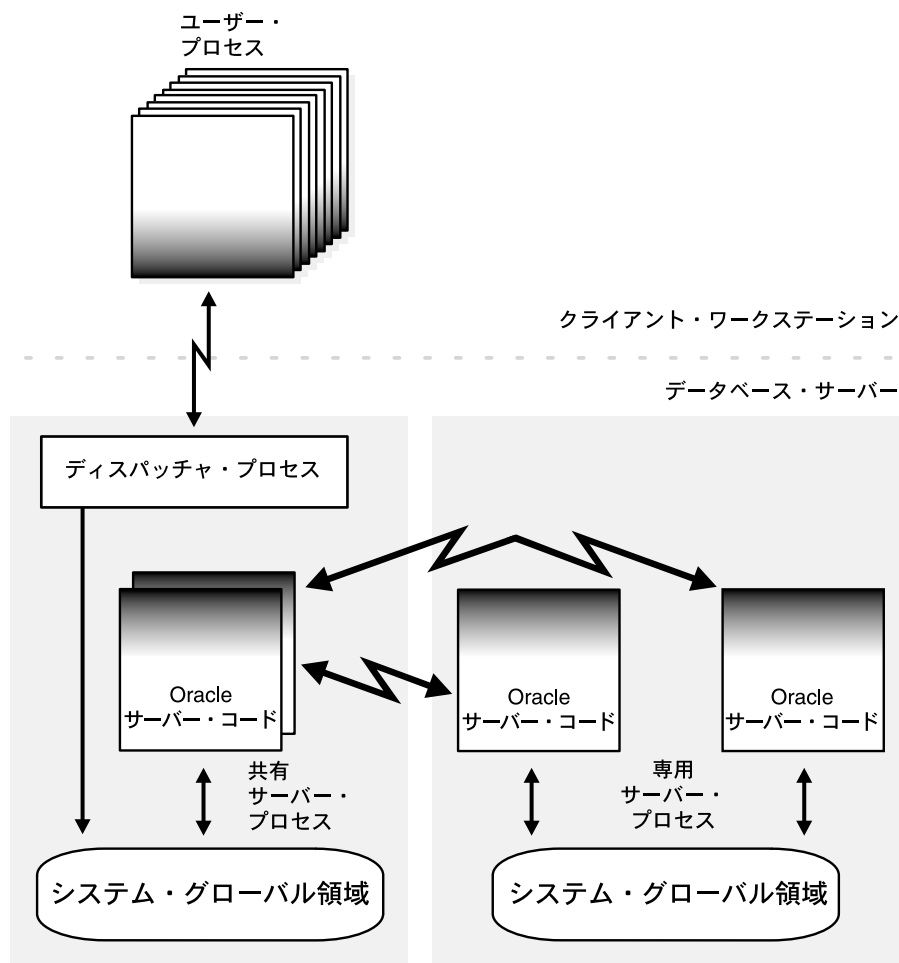 ユーザー・
プロセス
クライアント・ワークステーション
データベース・サーバー
ディスパッチャ・プロセス
Oracle
サーバー・コード
Oracle
サーバー・コード
Oracle
サーバー・コード
共有
サーバー・
プロセス
専用
サーバー・
プロセス
システム・グローバル領域
システム・グローバル領域